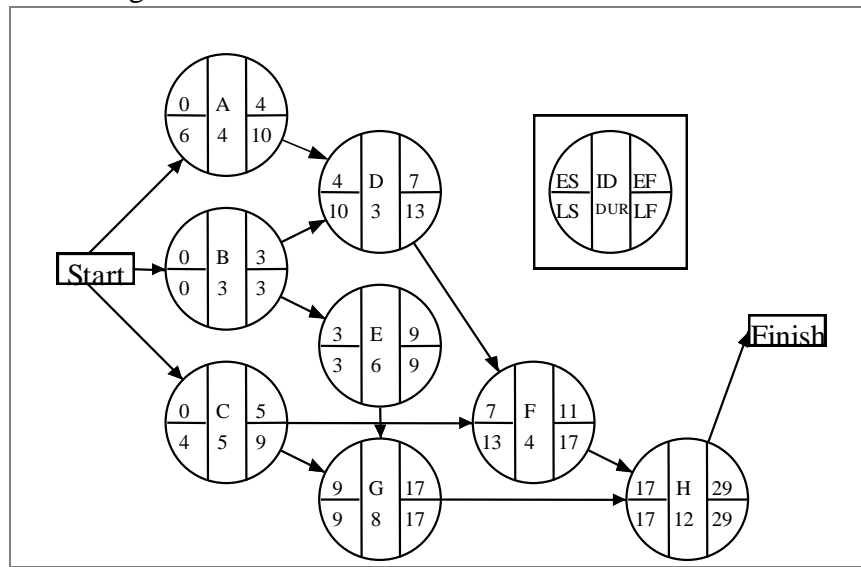 0 A 4
6 4 10
4 D 7
10 3 13
ES ID EF
LS DUR LF
Start
0 B 3
0 3 3
3 E 9
3 6 9
Finish
0 C 5
4 5 9
7 F 11
13 4 17
9 G 17
9 8 17
17 H 29
17 12 29